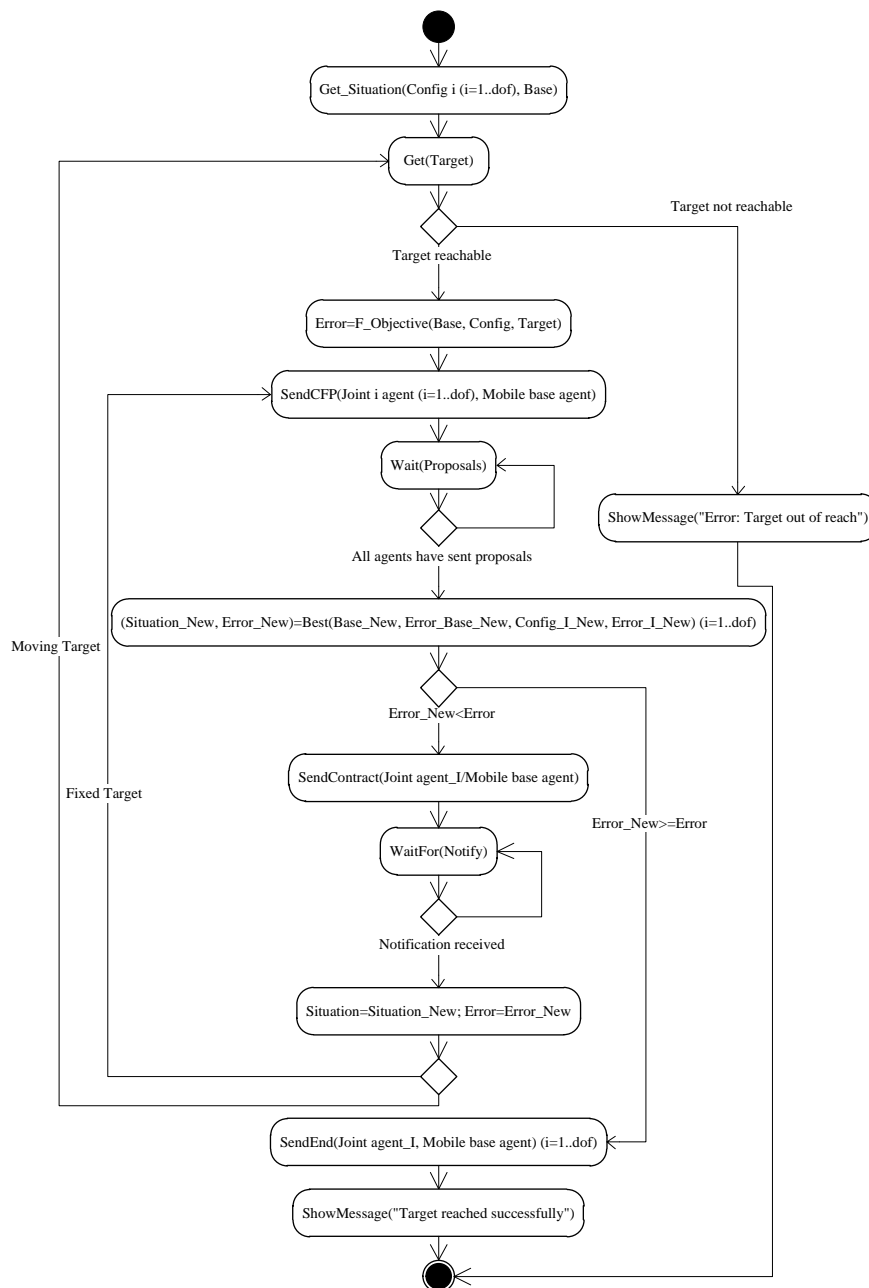 Get_Situation(Config i (i=1..dof), Base)
Get(Target)
Target not reachable
Target reachable
Error=F_Objective(Base, Config, Target)
SendCFP(Joint i agent (i=1..dof), Mobile base agent)
Wait(Proposals)
ShowMessage("Error: Target out of reach")
All agents have sent proposals
(Situation_New, Error_New)=Best(Base_New, Error_Base_New, Config_I_New, Error_I_New) (i=1..dof)
Moving Target
Error_New<Error
SendContract(Joint agent_I/Mobile base agent)
Fixed Target
Error_New>=Error
WaitFor(Notify)
Notification received
Situation=Situation_New; Error=Error_New
SendEnd(Joint agent_I, Mobile base agent) (i=1..dof)
ShowMessage("Target reached successfully")